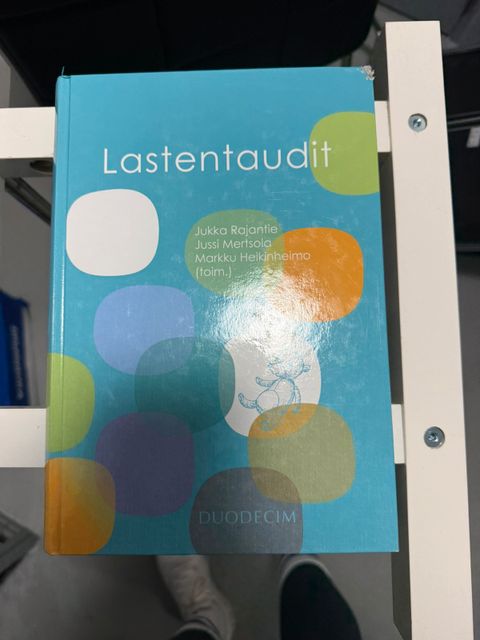 Lastentaudit
Jukka Rajantie
Jussi Mertsola
Markku Heikinheimo
(toim.)
DUODECIM